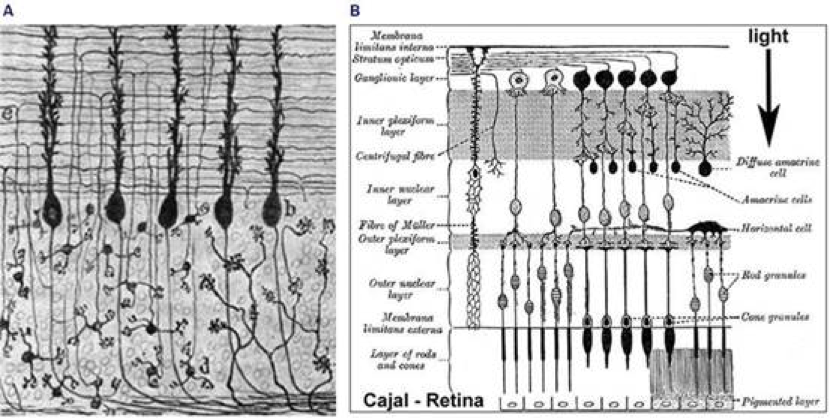 A
e
b
d
B
Membrana
limitans interna
Stratum opticum
Ganglionic layer
Inner plexiform
layer
Centrifugal fibre
Inner nuclear
layer
Fibre of Müller
Outer plexiform
layer
Outer nuclear
layer
Membrana
limitans externa
Layer of rods
and cones
light
Diffuse amacrine
cell
Amacrine cells
Horizontal cell
Rod granules
Cone granules
Pigmented layer
Cajal - Retina